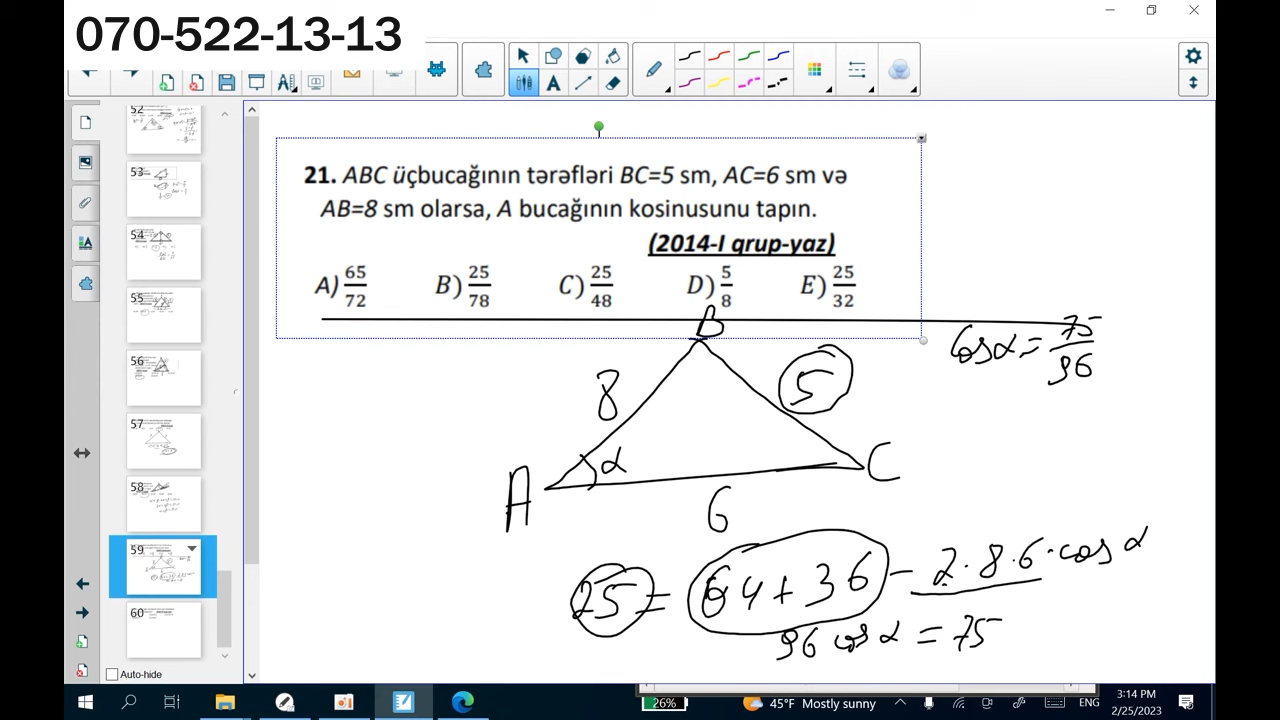 070-522-13-13
52
53
54
55
56
57
58
59
60
Auto-hide
21. ABC üçbucağının tərəfləri BC=5 sm, AC=6 sm və
AB=8 sm olarsa, A bucağının kosinusunu tapın.
(2014-I qrup-yaz)
A) 65/72 B) 25/78 C) 25/48 D) 5/8 E) 25/32
cosα = 75/96
B
8
5
α
A
C
6
25 = 64 + 36 - 2·8·6·cosα
96 cosα = 75
26%
45°F Mostly sunny
ENG
3:14 PM
2/25/2023